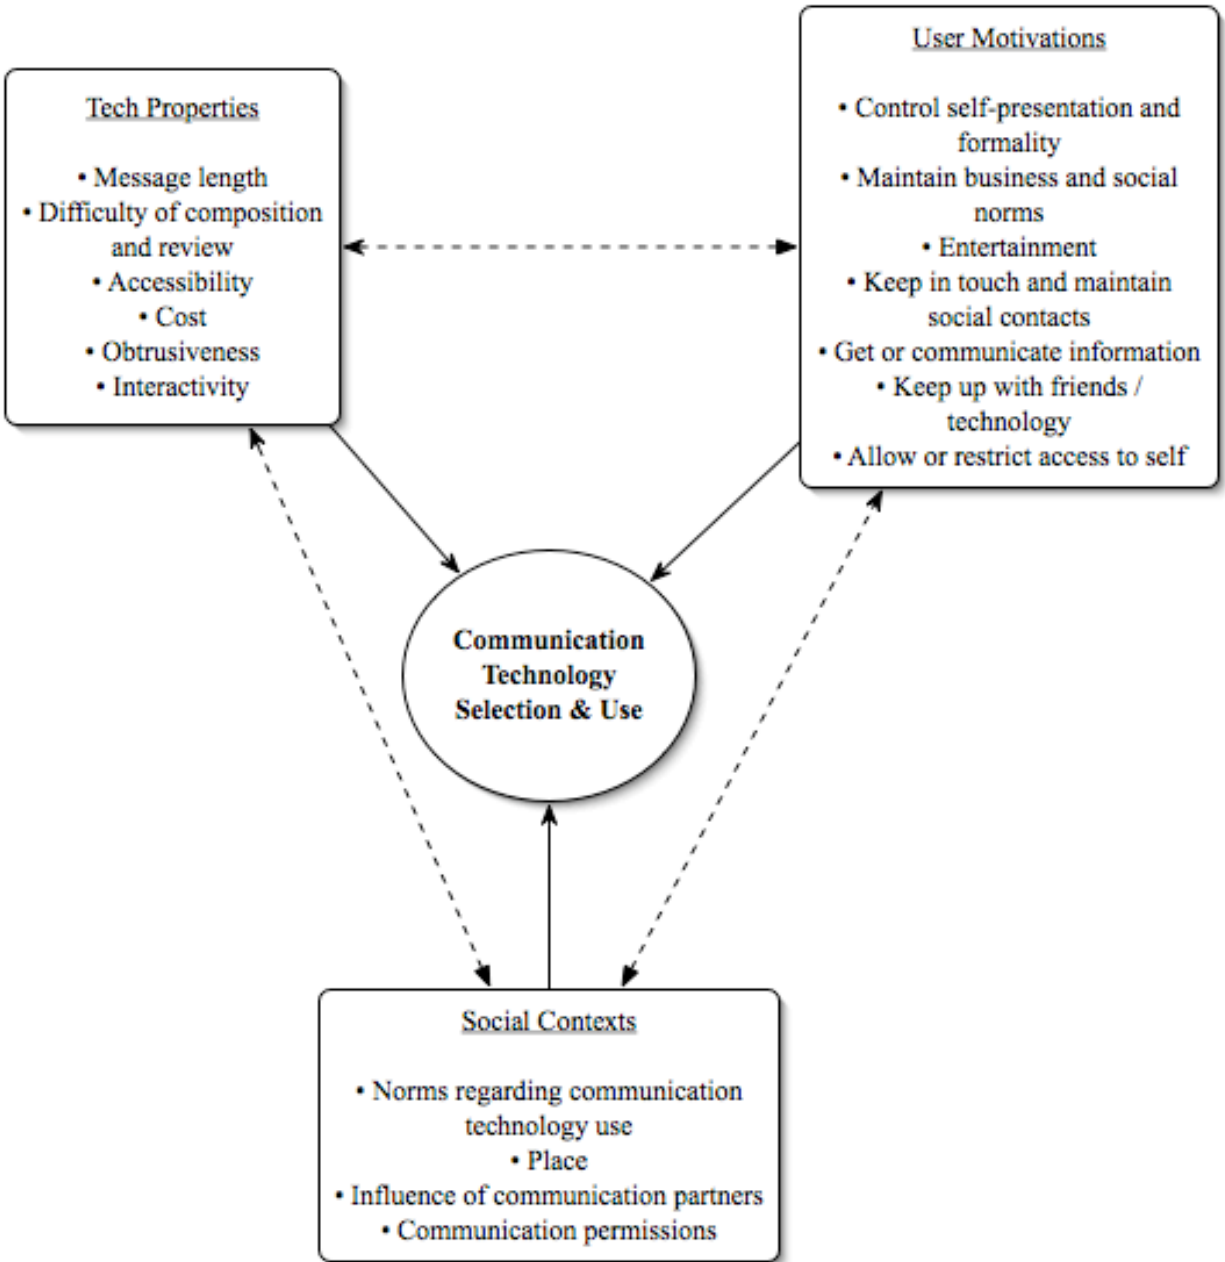 Tech Properties
• Message length
• Difficulty of composition
and review
• Accessibility
• Cost
• Obtrusiveness
• Interactivity
User Motivations
• Control self-presentation and
formality
• Maintain business and social
norms
• Entertainment
• Keep in touch and maintain
social contacts
• Get or communicate information
• Keep up with friends /
technology
• Allow or restrict access to self
Communication
Technology
Selection & Use
Social Contexts
• Norms regarding communication
technology use
• Place
• Influence of communication partners
• Communication permissions